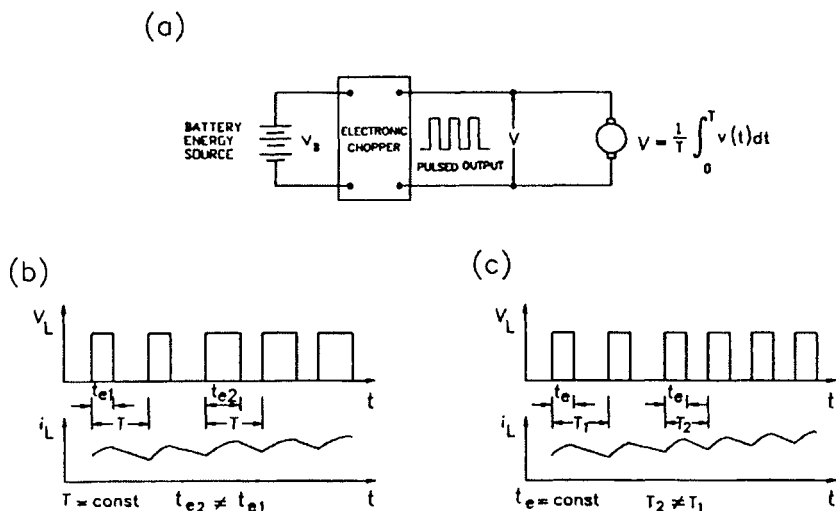 (a)
BATTERY
ENERGY
SOURCE
V_B
ELECTRONIC
CHOPPER
PULSED OUTPUT
V
V = 1/T ∫_0^T v(t)dt
(b)
V_L
t_e1
t_e2
t
T
T
i_L
t
T = const t_e2 ≠ t_e1
(c)
V_L
t_e
t_e
t
T_1
T_2
i_L
t
t_e = const T_2 ≠ T_1